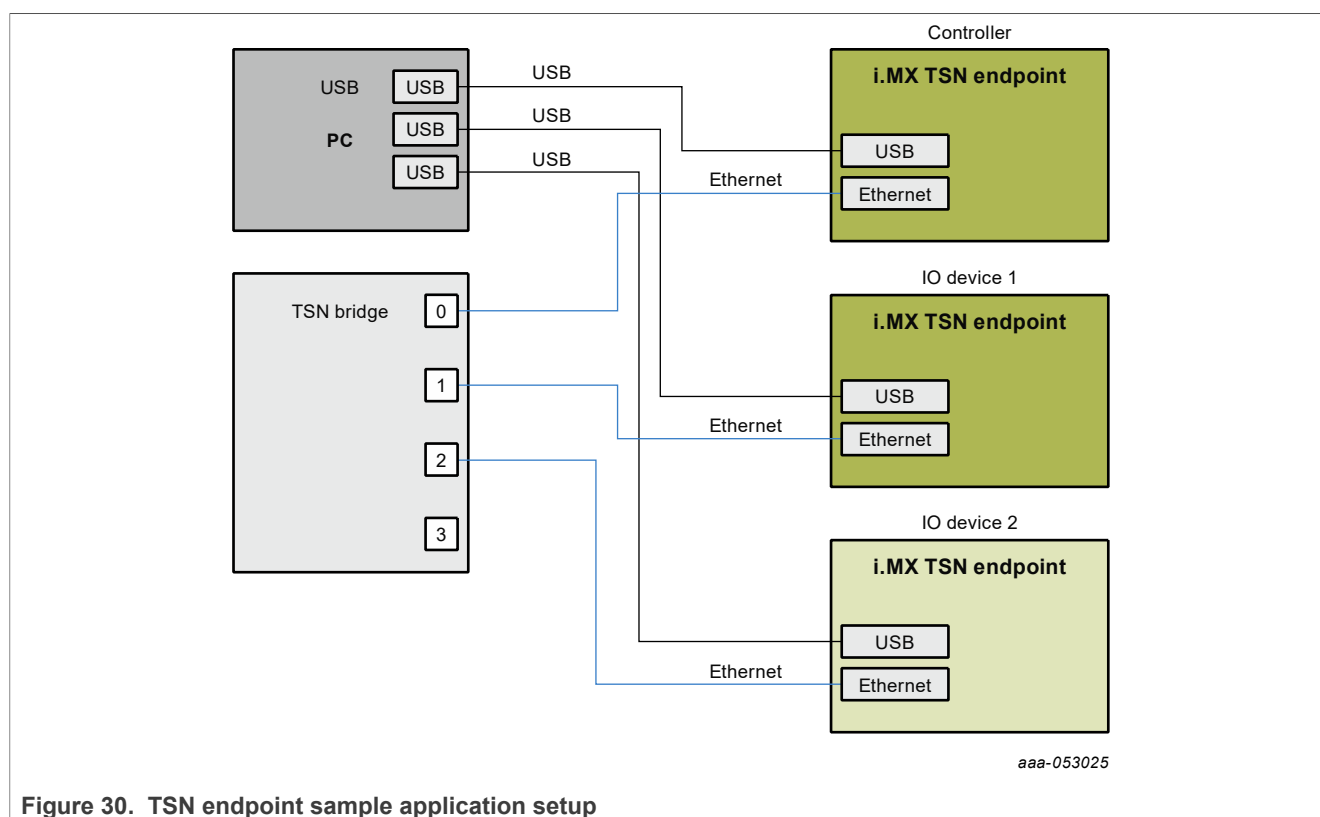 Controller
i.MX TSN endpoint
USB
Ethernet
USB
PC
USB
USB
USB
USB
USB
USB
Ethernet
TSN bridge
0
1
2
3
IO device 1
i.MX TSN endpoint
USB
Ethernet
Ethernet
IO device 2
i.MX TSN endpoint
USB
Ethernet
Ethernet
aaa-053025
Figure 30. TSN endpoint sample application setup